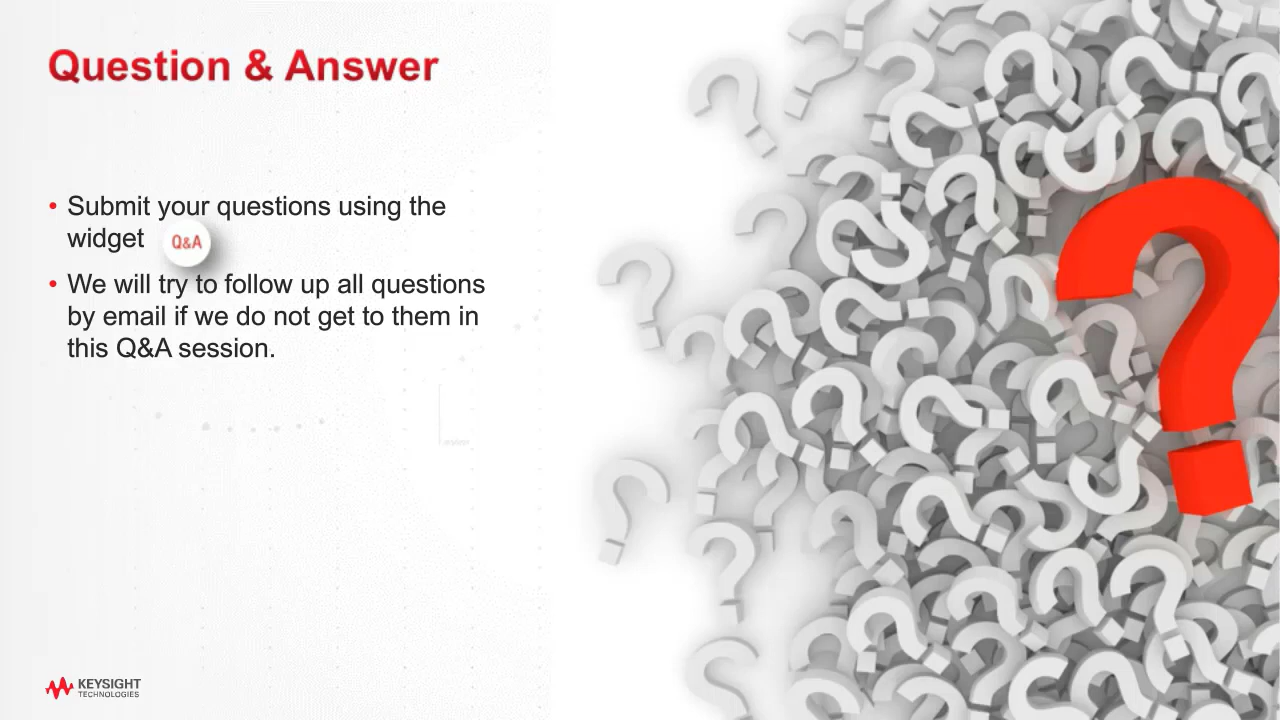 Question & Answer
• Submit your questions using the
widget Q&A
• We will try to follow up all questions
by email if we do not get to them in
this Q&A session.
KEYSIGHT
TECHNOLOGIES